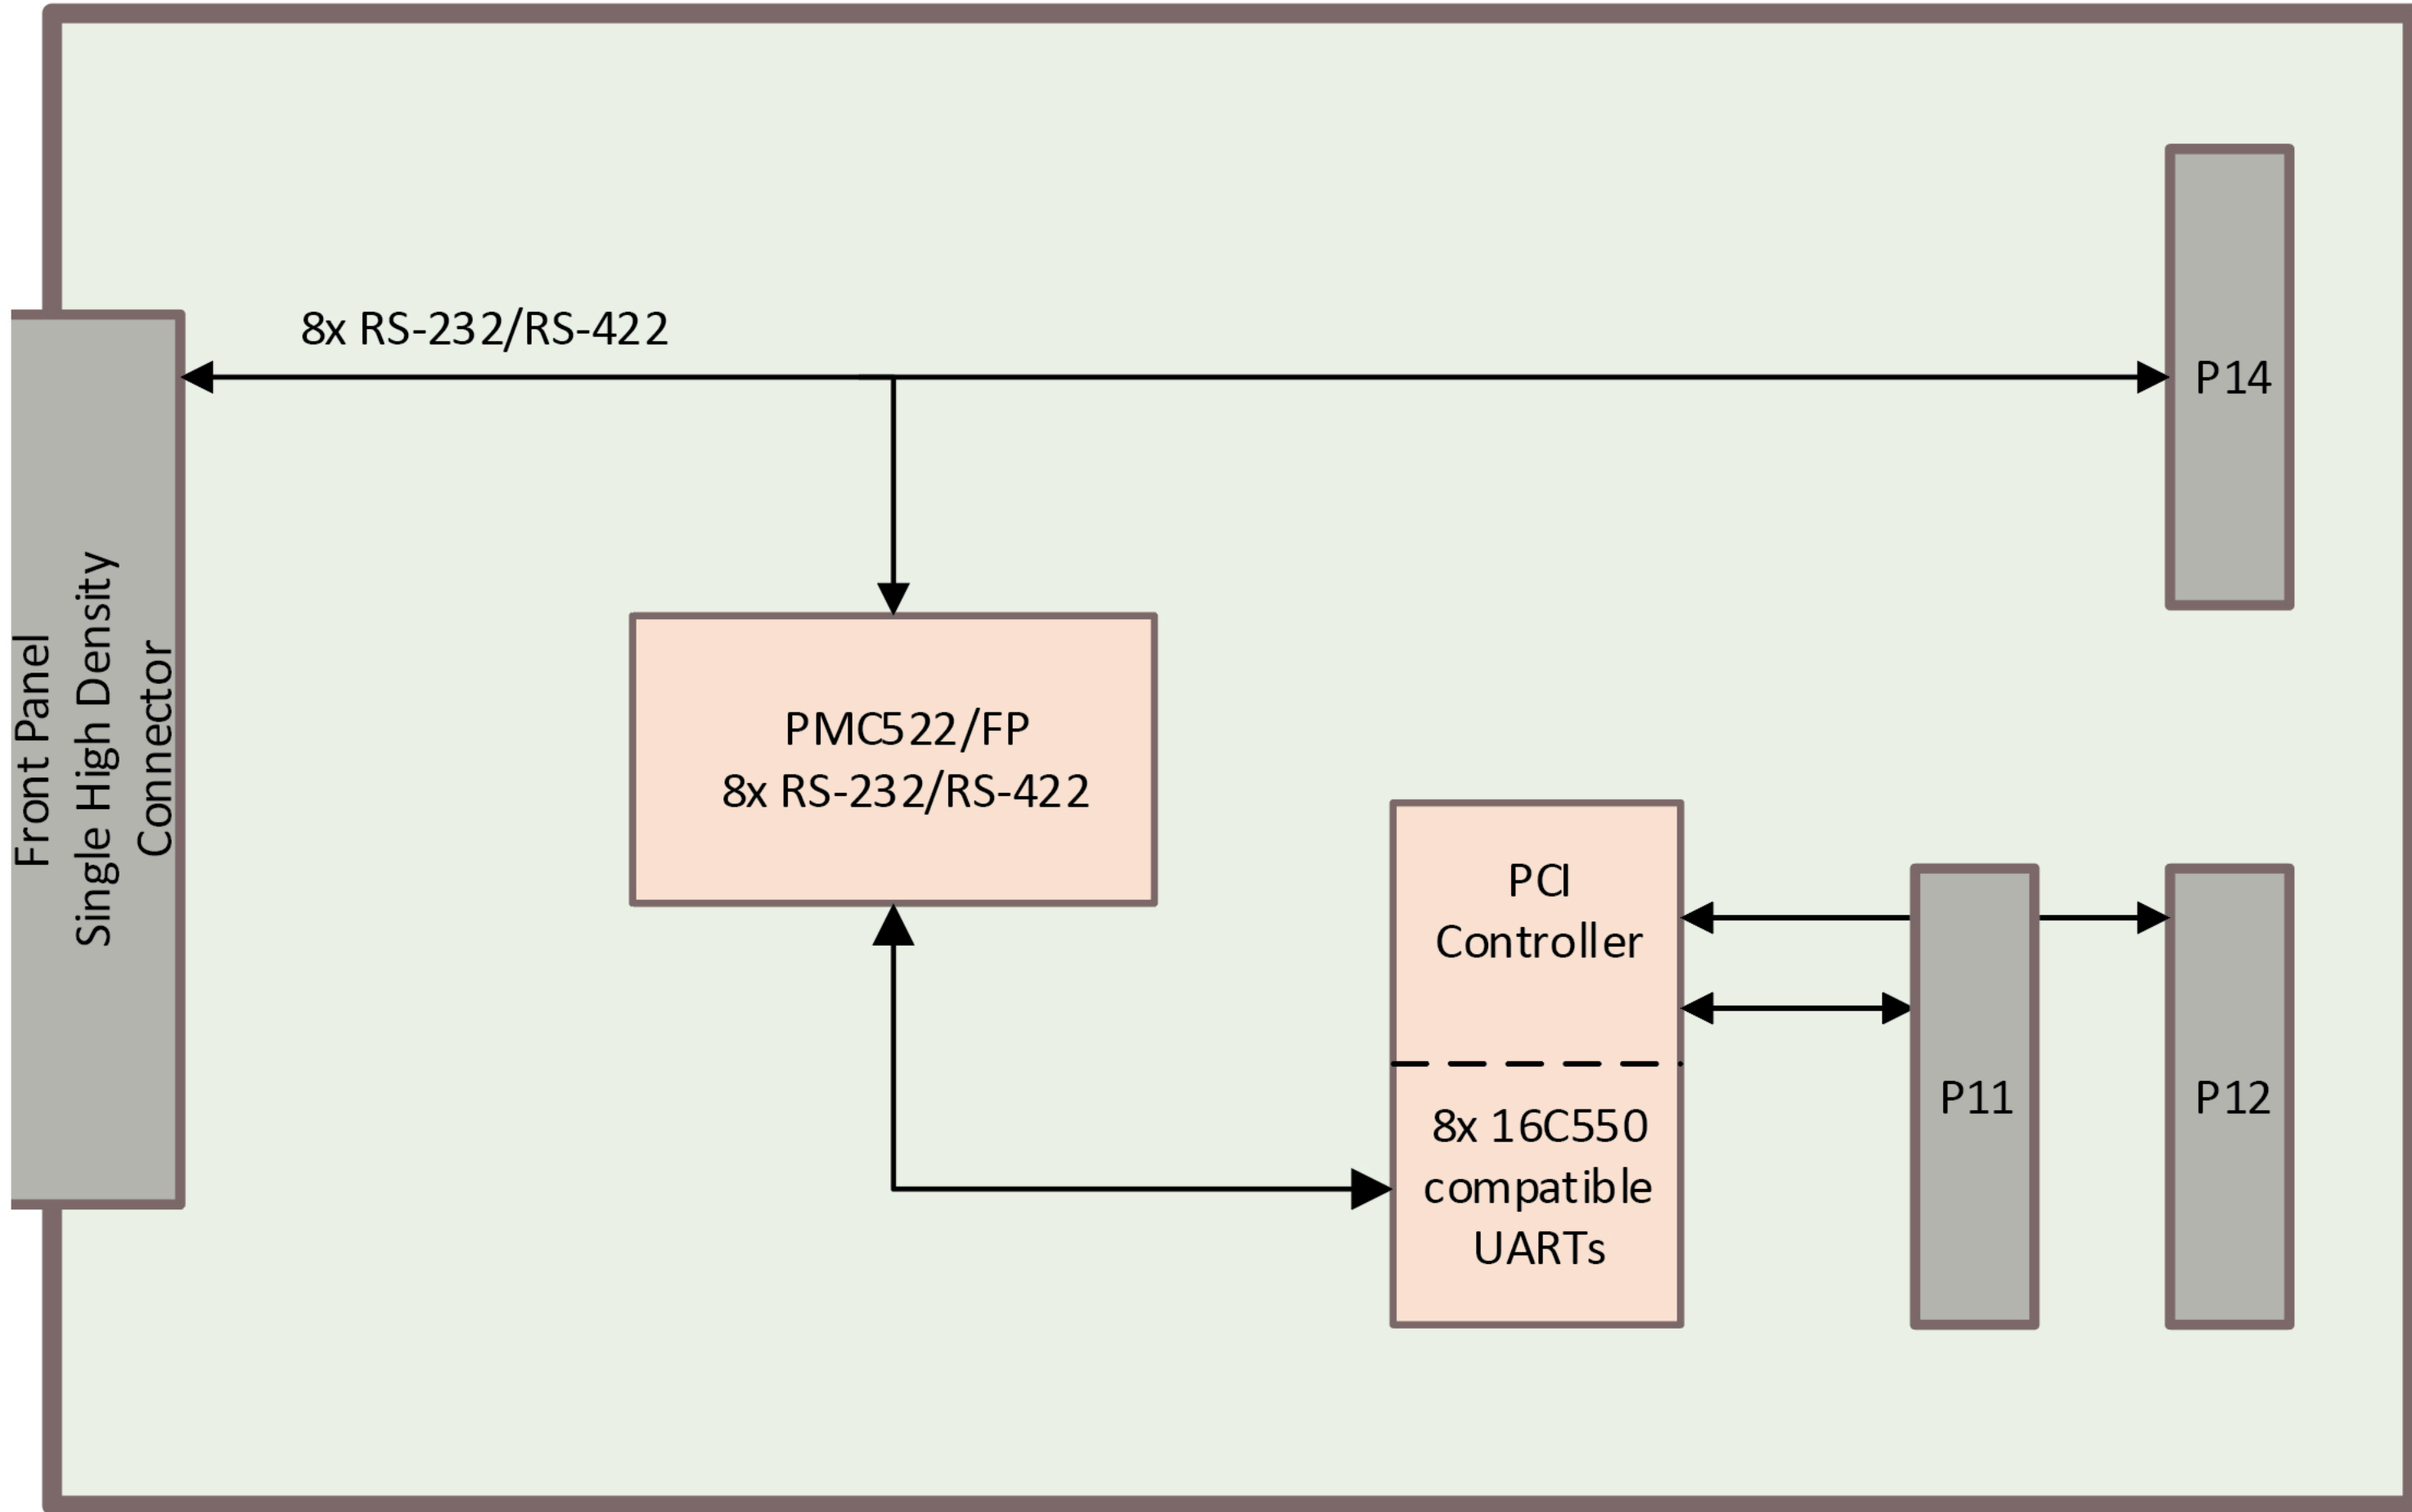 8x RS-232/RS-422
P14
Front Panel
Single High Density
Connector
PMC522/FP
8x RS-232/RS-422
PCI
Controller
8x 16C550
compatible
UARTs
P11
P12